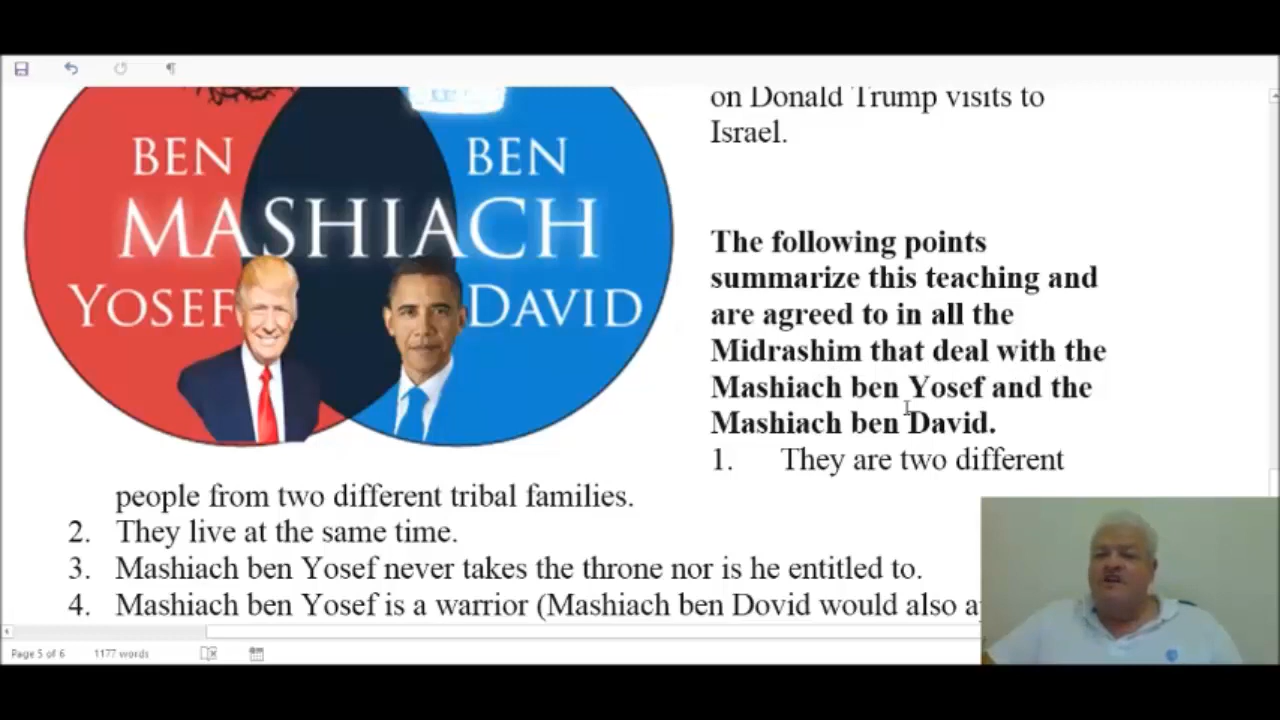 BEN BEN
MASHIACH
YOSEF DAVID
on Donald Trump visits to
Israel.
The following points
summarize this teaching and
are agreed to in all the
Midrashim that deal with the
Mashiach ben Yosef and the
Mashiach ben David.
1. They are two different
people from two different tribal families.
2. They live at the same time.
3. Mashiach ben Yosef never takes the throne nor is he entitled to.
4. Mashiach ben Yosef is a warrior (Mashiach ben Dovid would also
Page 5 of 6 1177 words